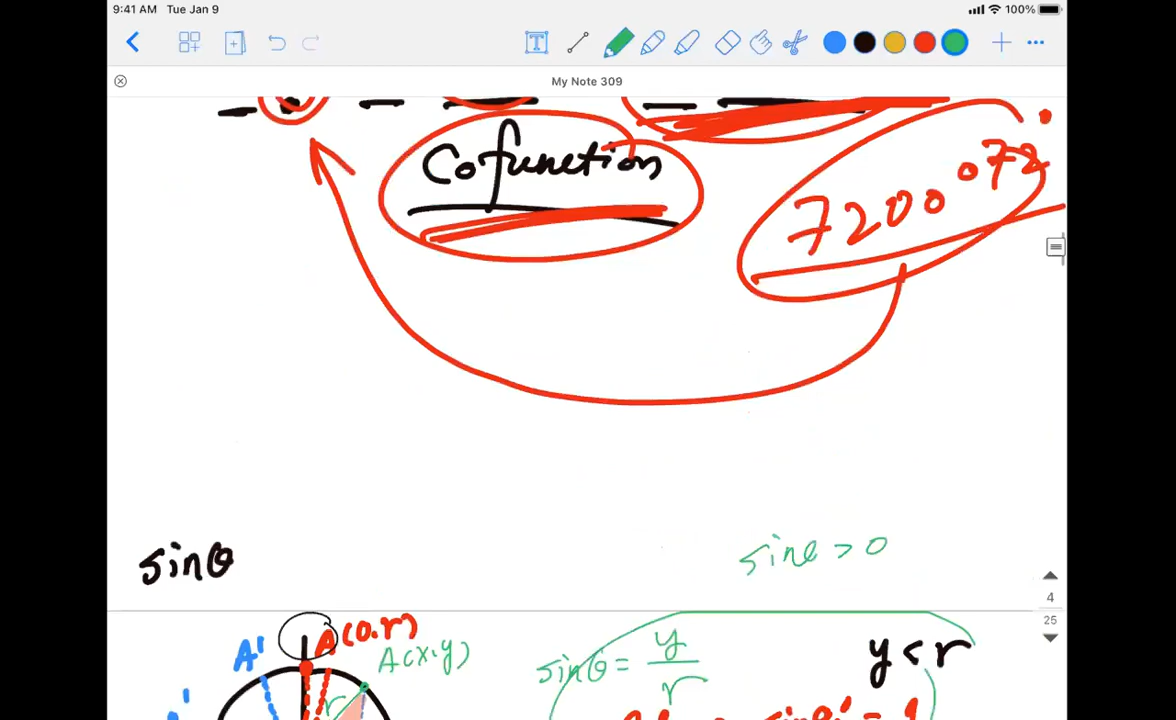 9:41 AM Tue Jan 9
100%
My Note 309
Cofunction
7200
sinθ
sinθ > 0
4
25
A'
A(0,r)
A(x,y)
sinθ = y/r
y < r
r